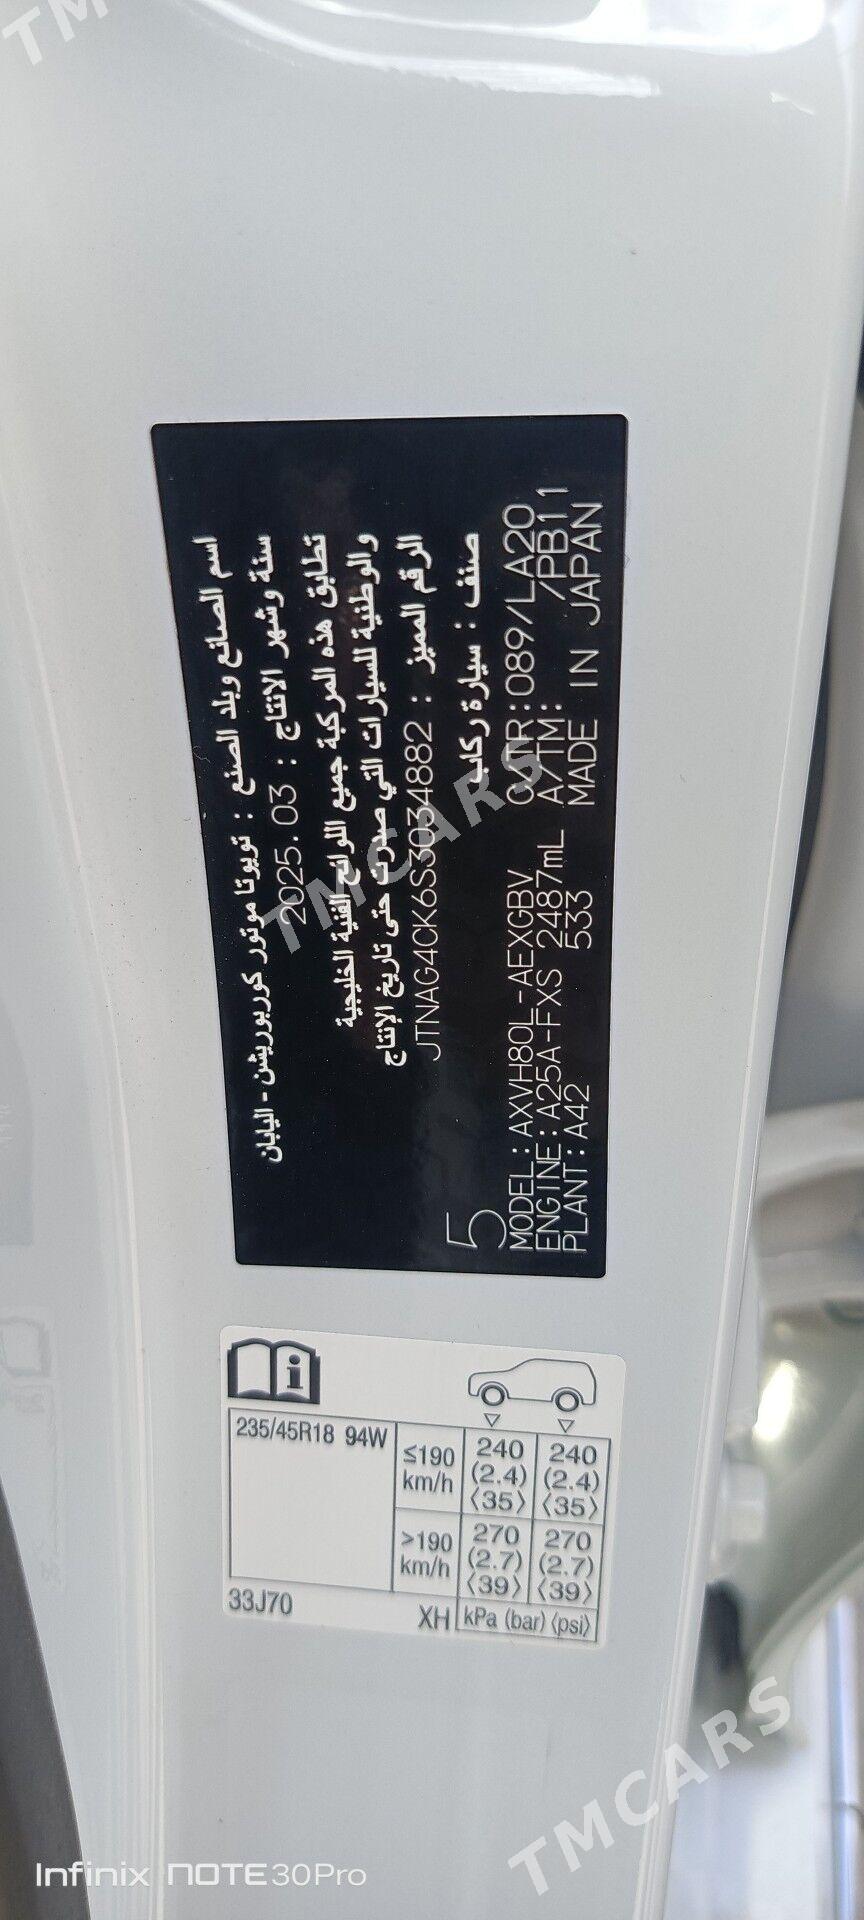 TMCARS
اسم الصانع وبلد الصنع : تويوتا موتور كوربوريشن - اليابان
سنة وشهر الانتاج : 2025.03
تطابق هذه المركبة جميع اللوائح الفنية الخليجية
والوطنية للسيارات التي صدرت حتى تاريخ الإنتاج
الرقم المميز : JTNAG4CK6S3034882
صنف : سيارة ركاب
5
MODEL:AXVH80L-AEXGBV C/TR:089/LA20
ENGINE:A25A-FXS 2487mL A/TM: /PB11
PLANT:A42 533 MADE IN JAPAN
TMCARS
235/45R18 94W
≤190 km/h
240 (2.4) ⟨35⟩
240 (2.4) ⟨35⟩
>190 km/h
270 (2.7) ⟨39⟩
270 (2.7) ⟨39⟩
33J70
XH
kPa (bar) ⟨psi⟩
TMCARS
Infinix NOTE30Pro